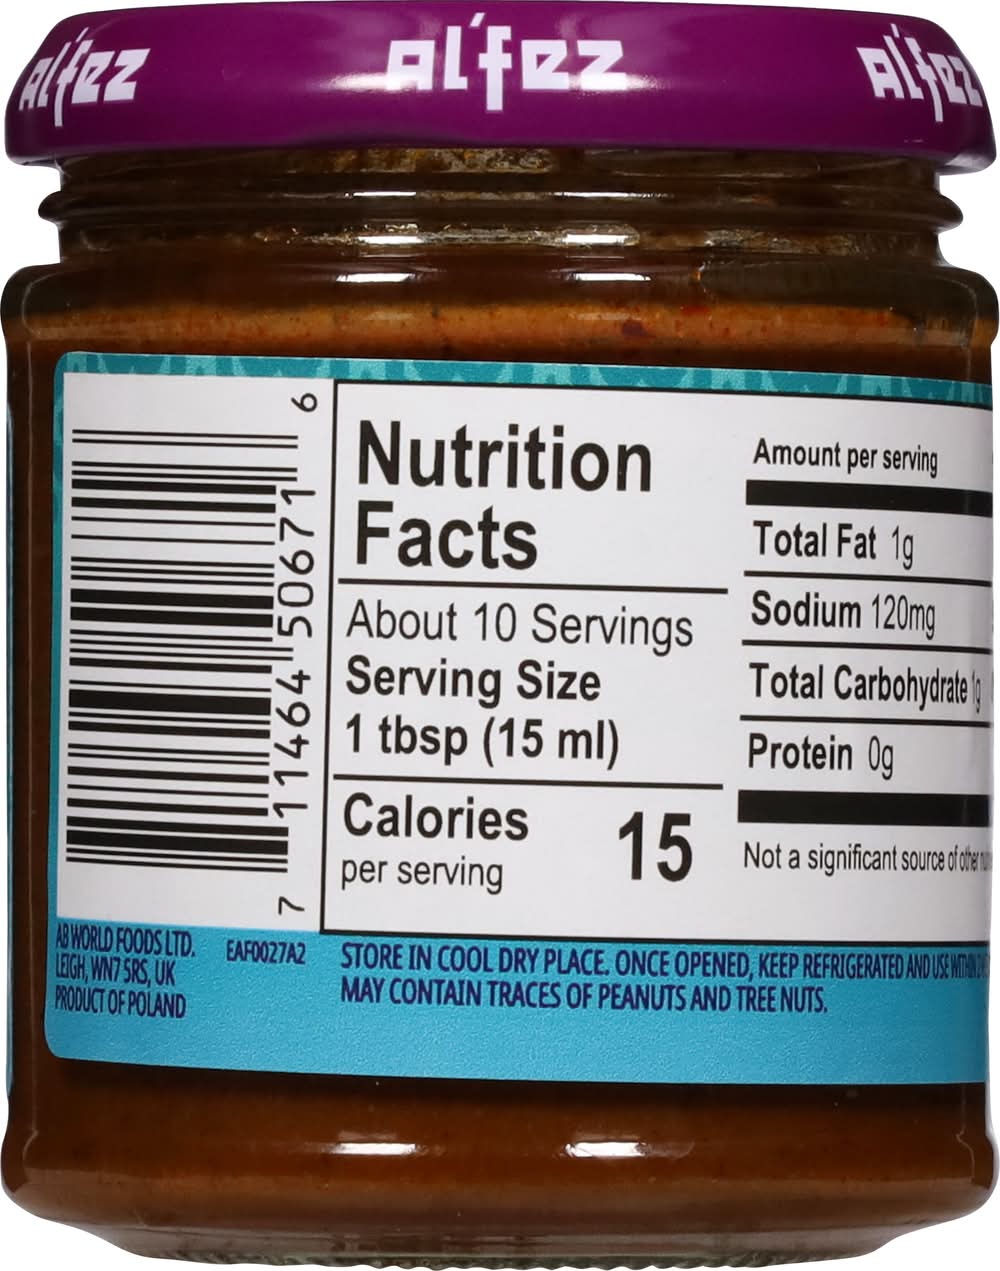 al'fez
al'fez
al'fez
7 11464 50671 6
Nutrition
Facts
About 10 Servings
Serving Size
1 tbsp (15 ml)
Calories
per serving
15
Amount per serving
Total Fat 1g
Sodium 120mg
Total Carbohydrate 1g
Protein 0g
Not a significant source of other
AB WORLD FOODS LTD.
LEIGH, WN7 5RS, UK
PRODUCT OF POLAND
EAF0027A2
STORE IN COOL DRY PLACE. ONCE OPENED, KEEP REFRIGERATED AND USE WITHIN
MAY CONTAIN TRACES OF PEANUTS AND TREE NUTS.